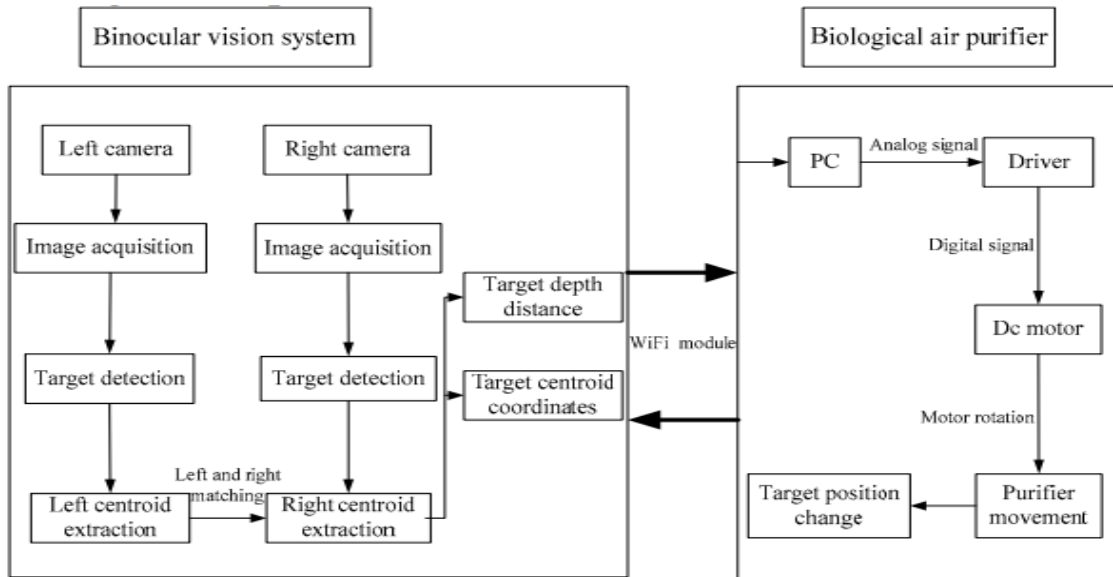 Binocular vision system
Biological air purifier
Left camera
Right camera
Image acquisition
Image acquisition
Target detection
Target detection
Left and right
matching
Left centroid
extraction
Right centroid
extraction
Target depth
distance
Target centroid
coordinates
WiFi module
PC
Analog signal
Driver
Digital signal
Dc motor
Motor rotation
Purifier
movement
Target position
change